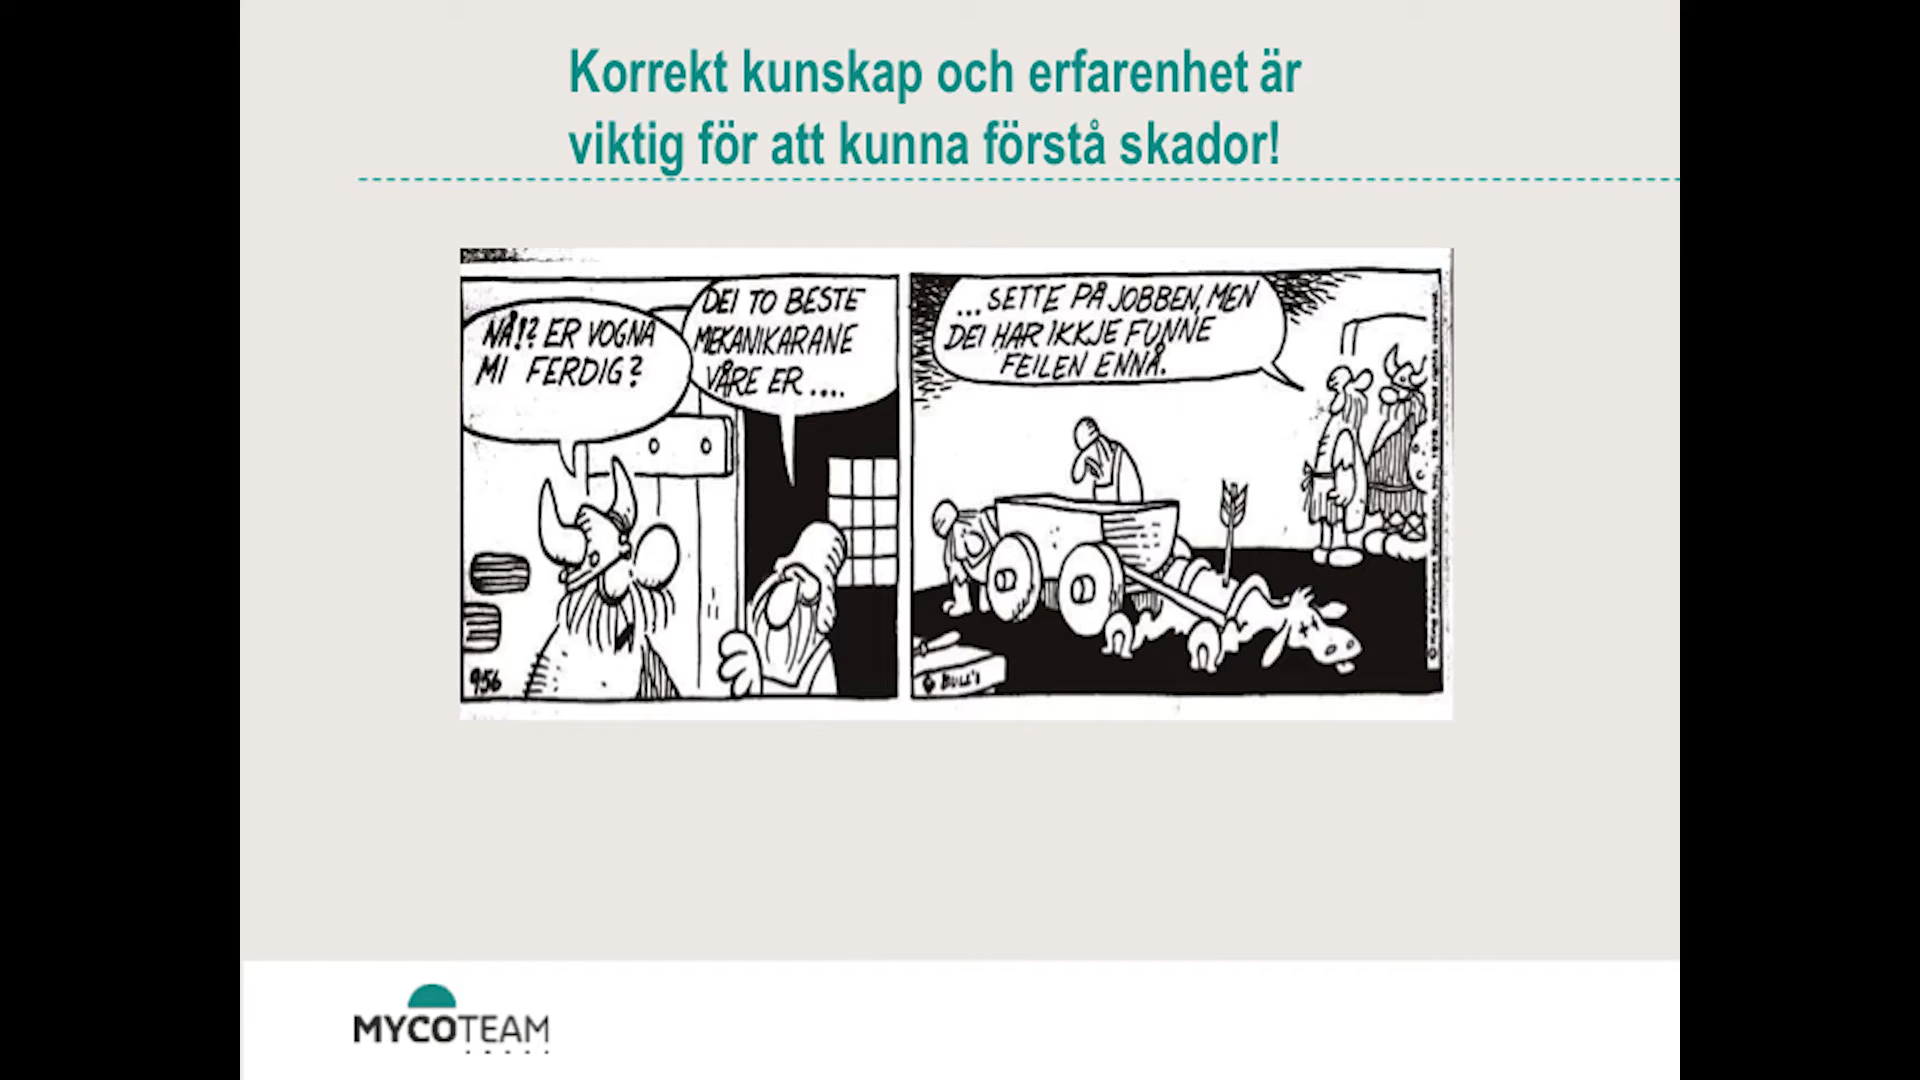 Korrekt kunskap och erfarenhet är
viktig för att kunna förstå skador!
NÅ!? ER VOGNA
MI FERDIG?
DEI TO BESTE
MEKANIKARANE
VÅRE ER ....
... SETTE PÅ JOBBEN, MEN
DEI HAR IKKJE FUNNE
FEILEN ENNÅ.
956
BULL'S
MYCOTEAM